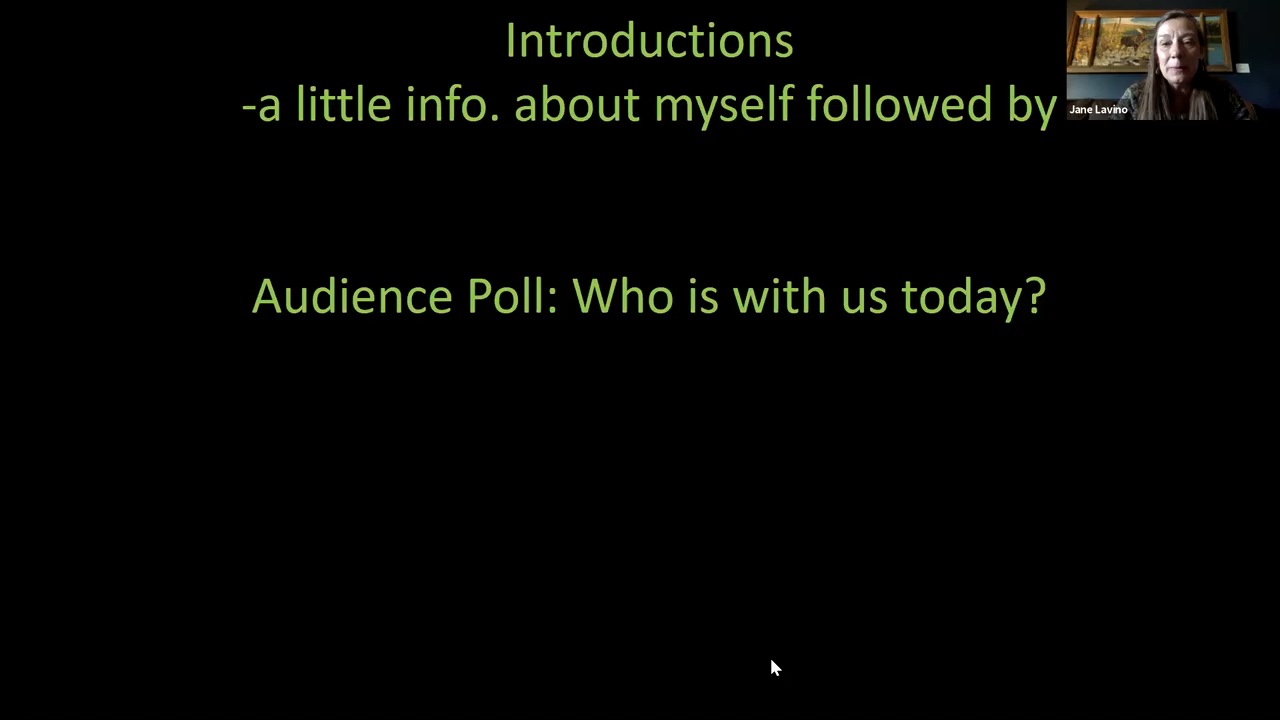 Introductions
-a little info. about myself followed by
Jane Lavino
Audience Poll: Who is with us today?